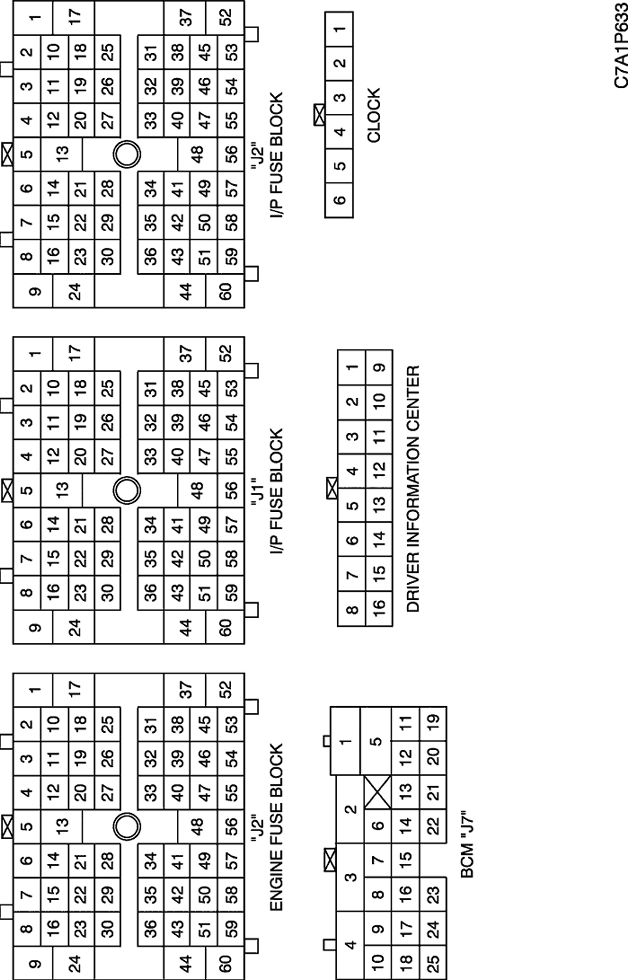 9 8 7 6 5 4 3 2 1
16 15 14 13 12 11 10
24 23 22 21 20 19 18 17
30 29 28 27 26 25
36 35 34 33 32 31
44 43 42 41 40 39 38 37
51 50 49 48 47 46 45
60 59 58 57 56 55 54 53 52
"J2"
ENGINE FUSE BLOCK
9 8 7 6 5 4 3 2 1
16 15 14 13 12 11 10
24 23 22 21 20 19 18 17
30 29 28 27 26 25
36 35 34 33 32 31
44 43 42 41 40 39 38 37
51 50 49 48 47 46 45
60 59 58 57 56 55 54 53 52
"J1"
I/P FUSE BLOCK
9 8 7 6 5 4 3 2 1
16 15 14 13 12 11 10
24 23 22 21 20 19 18 17
30 29 28 27 26 25
36 35 34 33 32 31
44 43 42 41 40 39 38 37
51 50 49 48 47 46 45
60 59 58 57 56 55 54 53 52
"J2"
I/P FUSE BLOCK
4 3 2 1
10 9 8 7 6 5
18 17 16 15 14 13 12 11
25 24 23 22 21 20 19
BCM "J7"
8 7 6 5 4 3 2 1
16 15 14 13 12 11 10 9
DRIVER INFORMATION CENTER
6 5 4 3 2 1
CLOCK
C7A1P633